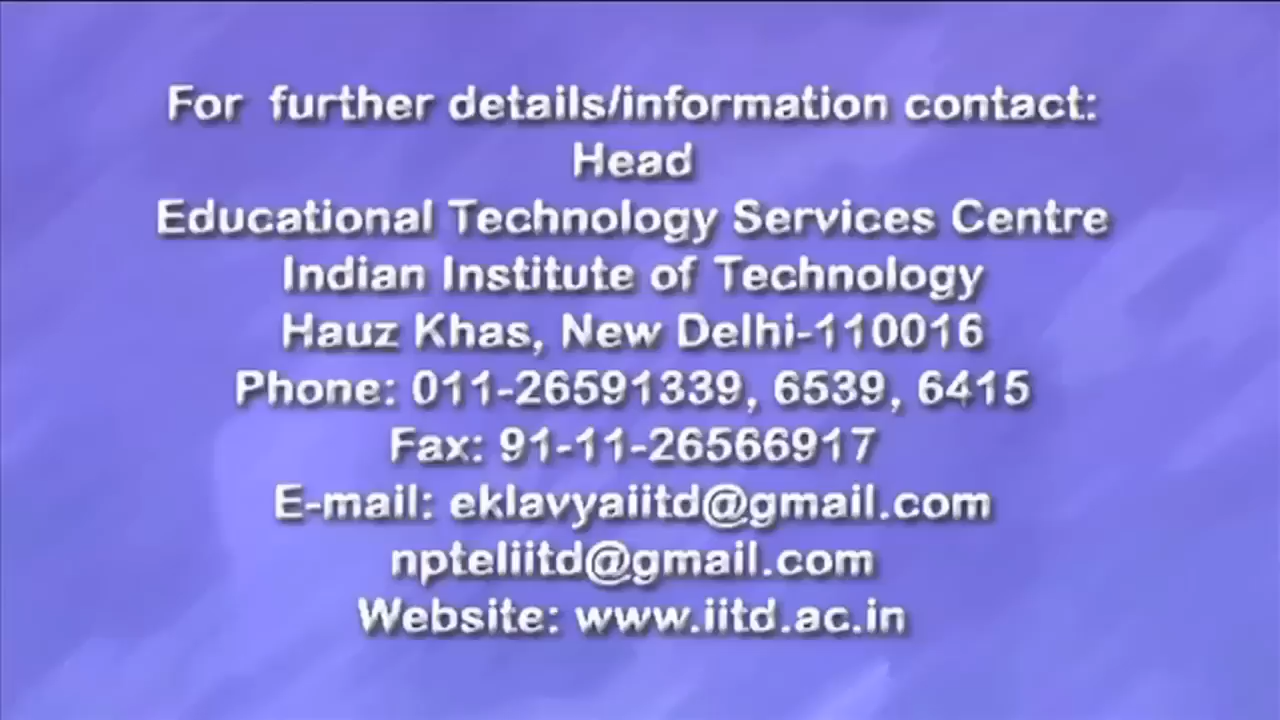 For further details/information contact:
Head
Educational Technology Services Centre
Indian Institute of Technology
Hauz Khas, New Delhi-110016
Phone: 011-26591339, 6539, 6415
Fax: 91-11-26566917
E-mail: eklavyaiitd@gmail.com
npteliitd@gmail.com
Website: www.iitd.ac.in